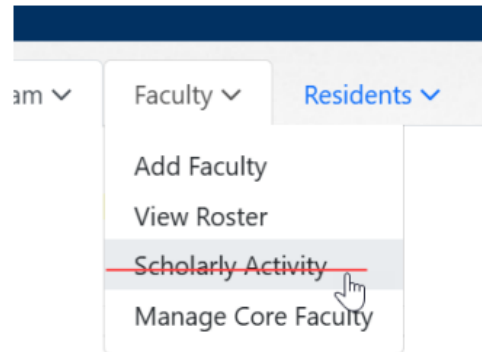 am Faculty Residents
Add Faculty
View Roster
Scholarly Activity
Manage Core Faculty